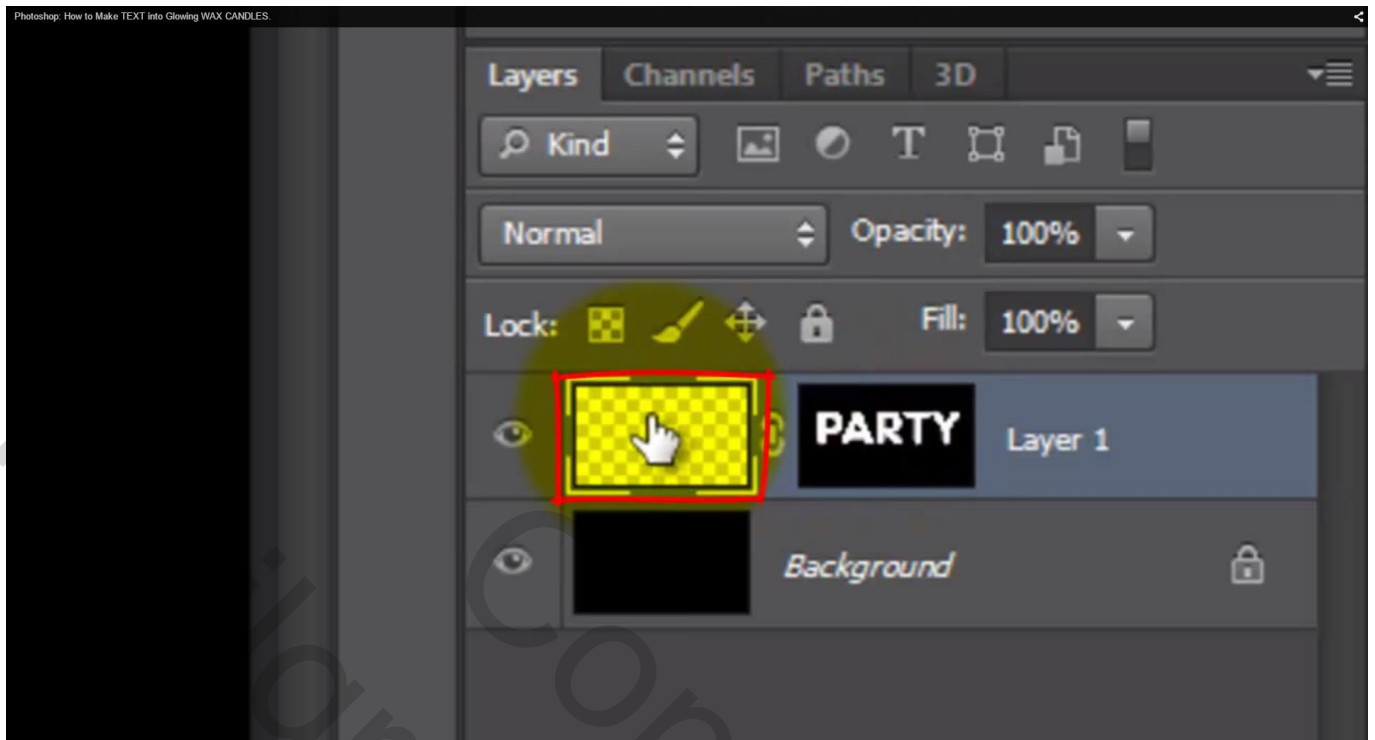 Photoshop: How to Make TEXT into Glowing WAX CANDLES.
Layers Channels Paths 3D
Kind T
Normal Opacity: 100%
Lock: Fill: 100%
PARTY Layer 1
Background